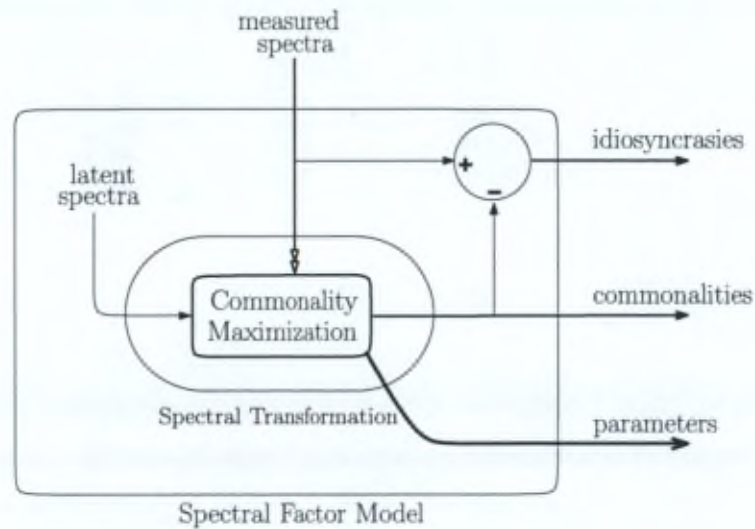 measured
spectra
idiosyncrasies
+
latent
spectra
−
Commonality
Maximization
commonalities
Spectral Transformation
parameters
Spectral Factor Model